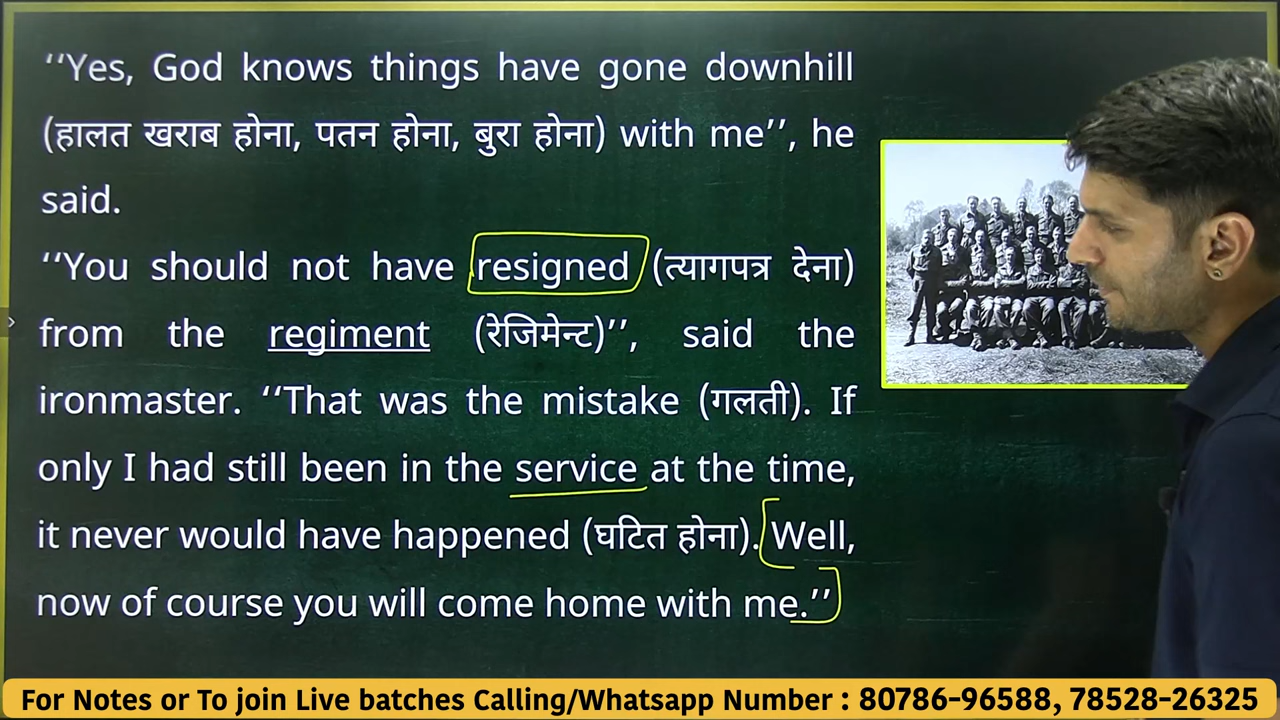 ‘‘Yes, God knows things have gone downhill
(हालत खराब होना, पतन होना, बुरा होना) with me’’, he
said.
‘‘You should not have resigned (त्यागपत्र देना)
from the regiment (रेजिमेन्ट)’’, said the
ironmaster. ‘‘That was the mistake (गलती). If
only I had still been in the service at the time,
it never would have happened (घटित होना). Well,
now of course you will come home with me.’’
For Notes or To join Live batches Calling/Whatsapp Number : 80786-96588, 78528-26325